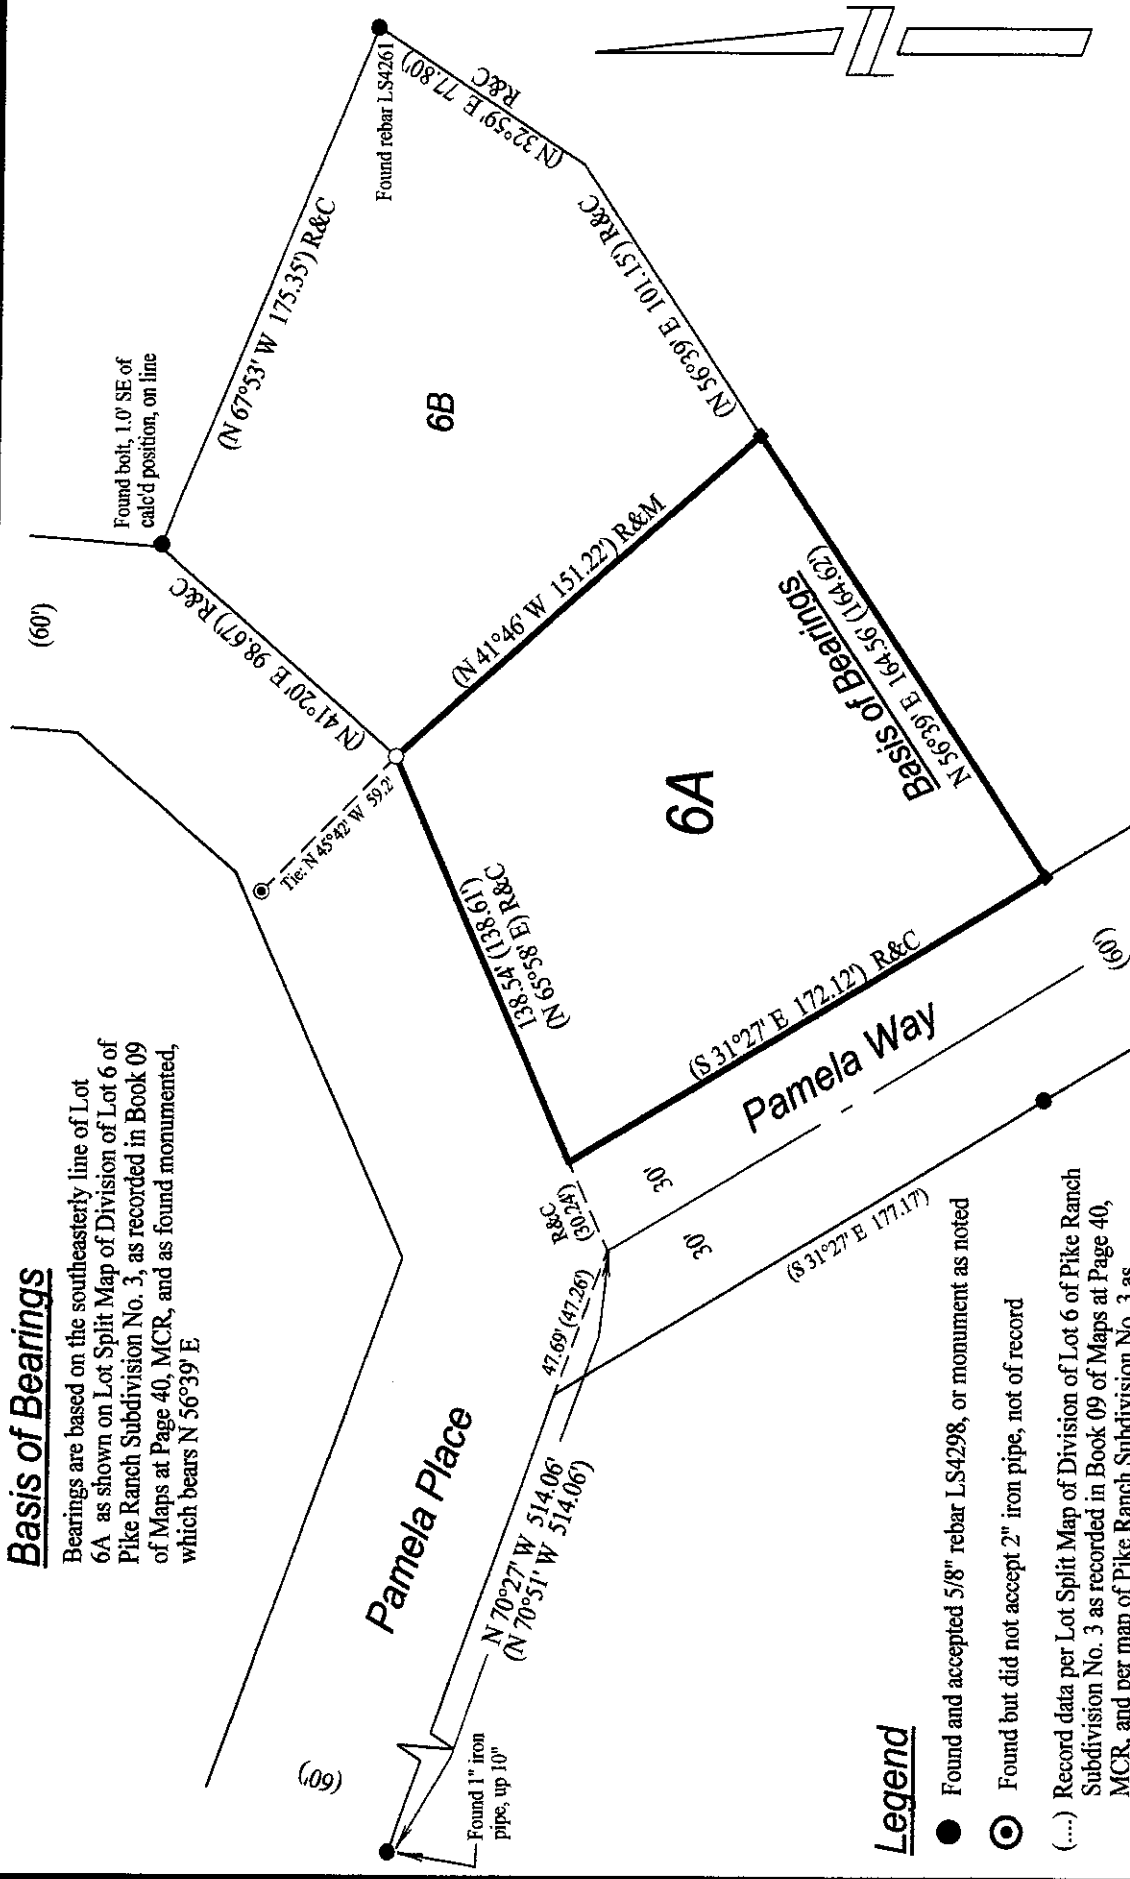 Basis of Bearings
Bearings are based on the southeasterly line of Lot
6A as shown on Lot Split Map of Division of Lot 6 of
Pike Ranch Subdivision No. 3, as recorded in Book 09
of Maps at Page 40, MCR, and as found monumented,
which bears N 56°39' E
(60')
Found bolt, 1.0' SE of
calc'd position, on line
(N 67°53' W 175.35') R&C
Found rebar LS4261
(N 32°59' E 77.80')
R&C
(N 56°39' E 101.15') R&C
6B
(N 41°20' E 98.67') R&C
(N 41°46' W 151.22') R&M
Tie: N 45°42' W 59.2'
138.54' (138.61')
(N 65°58' E) R&C
6A
Basis of Bearings
N 56°39' E 164.56' (164.62')
(S 31°27' E 172.12') R&C
Pamela Way
(60')
30'
30'
R&C
(30.24')
47.69' (47.26')
(S 31°27' E 177.17')
Pamela Place
N 70°27' W 514.06'
(N 70°51' W 514.06')
(60')
Found 1" iron
pipe, up 10"
Legend
Found and accepted 5/8" rebar LS4298, or monument as noted
Found but did not accept 2" iron pipe, not of record
(....) Record data per Lot Split Map of Division of Lot 6 of Pike Ranch
Subdivision No. 3 as recorded in Book 09 of Maps at Page 40,
MCR, and per map of Pike Ranch Subdivision No. 3 as